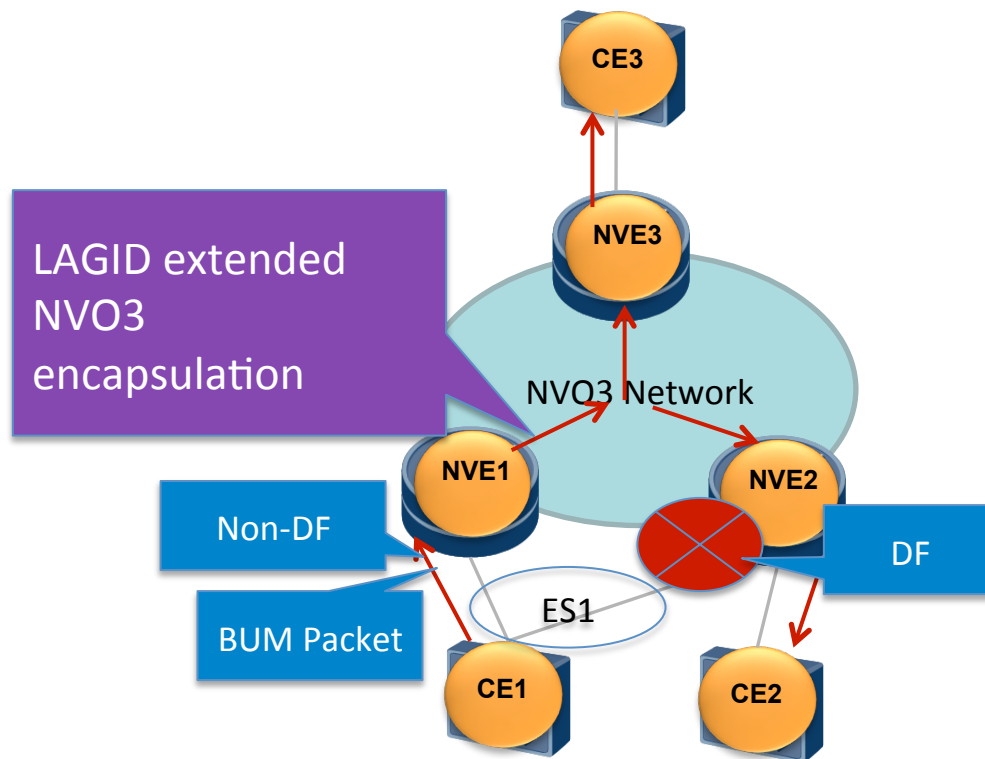 CE3
NVE3
LAGID extended
NVO3
encapsulation
NVO3 Network
NVE1
NVE2
Non-DF
DF
ES1
BUM Packet
CE1
CE2